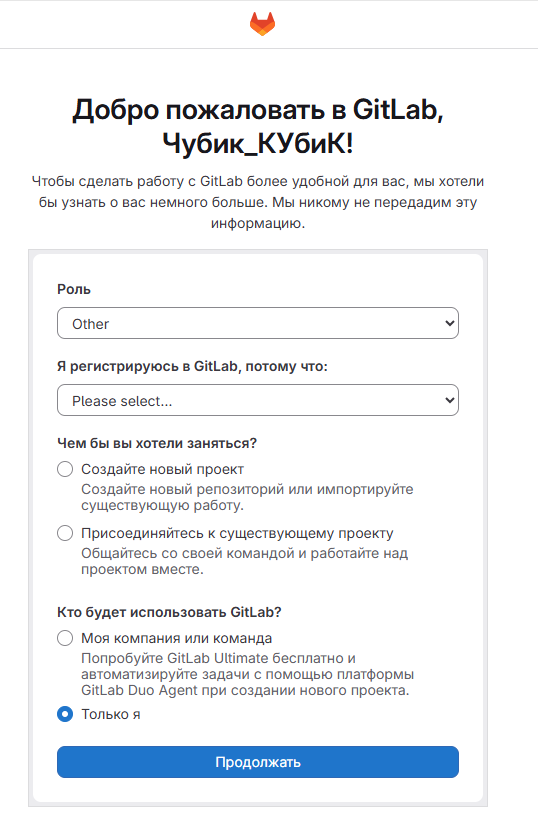 Добро пожаловать в GitLab,
Чубик_КУбиК!
Чтобы сделать работу с GitLab более удобной для вас, мы хотели
бы узнать о вас немного больше. Мы никому не передадим эту
информацию.
Роль
Other
Я регистрируюсь в GitLab, потому что:
Please select...
Чем бы вы хотели заняться?
Создайте новый проект
Создайте новый репозиторий или импортируйте
существующую работу.
Присоединяйтесь к существующему проекту
Общайтесь со своей командой и работайте над
проектом вместе.
Кто будет использовать GitLab?
Моя компания или команда
Попробуйте GitLab Ultimate бесплатно и
автоматизируйте задачи с помощью платформы
GitLab Duo Agent при создании нового проекта.
Только я
Продолжать